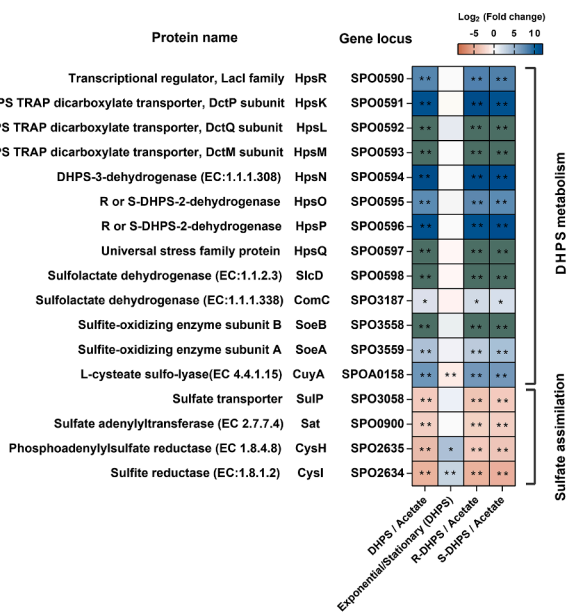 Log2 (Fold change)
-5 0 5 10
Protein name Gene locus
Transcriptional regulator, LacI family HpsR SPO0590 ** ** **
PS TRAP dicarboxylate transporter, DctP subunit HpsK SPO0591 ** ** **
PS TRAP dicarboxylate transporter, DctQ subunit HpsL SPO0592 ** ** **
PS TRAP dicarboxylate transporter, DctM subunit HpsM SPO0593 ** ** **
DHPS-3-dehydrogenase (EC:1.1.1.308) HpsN SPO0594 ** ** **
R or S-DHPS-2-dehydrogenase HpsO SPO0595 ** ** **
R or S-DHPS-2-dehydrogenase HpsP SPO0596 ** ** **
Universal stress family protein HpsQ SPO0597 ** ** **
Sulfolactate dehydrogenase (EC:1.1.2.3) SlcD SPO0598 ** ** **
Sulfolactate dehydrogenase (EC:1.1.1.338) ComC SPO3187 * * *
Sulfite-oxidizing enzyme subunit B SoeB SPO3558 ** ** **
Sulfite-oxidizing enzyme subunit A SoeA SPO3559 ** ** **
L-cysteate sulfo-lyase(EC 4.4.1.15) CuyA SPOA0158 ** ** ** **
Sulfate transporter SulP SPO3058 ** ** **
Sulfate adenylyltransferase (EC 2.7.7.4) Sat SPO0900 ** ** **
Phosphoadenylylsulfate reductase (EC 1.8.4.8) CysH SPO2635 ** * ** **
Sulfite reductase (EC:1.8.1.2) CysI SPO2634 ** ** ** **
DHPS metabolism
Sulfate assimilation
DHPS / Acetate
Exponential/Stationary (DHPS)
R-DHPS / Acetate
S-DHPS / Acetate